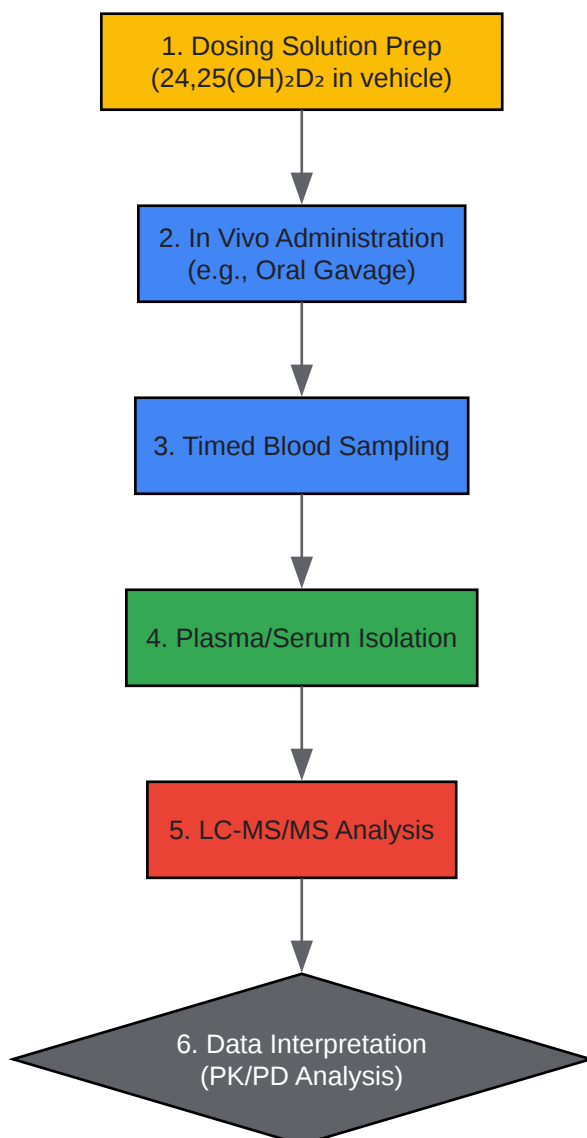 1. Dosing Solution Prep
(24,25(OH)₂D₂ in vehicle)
2. In Vivo Administration
(e.g., Oral Gavage)
3. Timed Blood Sampling
4. Plasma/Serum Isolation
5. LC-MS/MS Analysis
6. Data Interpretation
(PK/PD Analysis)